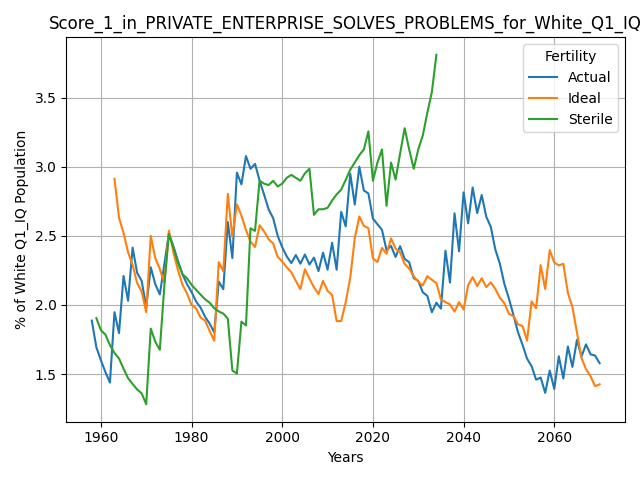 Score_1_in_PRIVATE_ENTERPRISE_SOLVES_PROBLEMS_for_White_Q1_IQ
Fertility
Actual
Ideal
Sterile
3.5
3.0
2.5
2.0
1.5
% of White Q1_IQ Population
1960
1980
2000
2020
2040
2060
Years